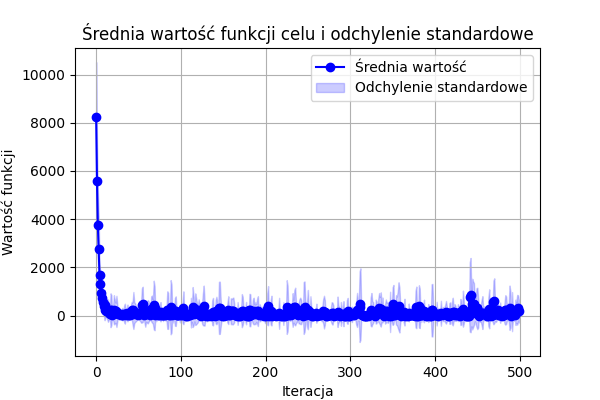 Średnia wartość funkcji celu i odchylenie standardowe
Średnia wartość
Odchylenie standardowe
Wartość funkcji
10000
8000
6000
4000
2000
0
0 100 200 300 400 500
Iteracja